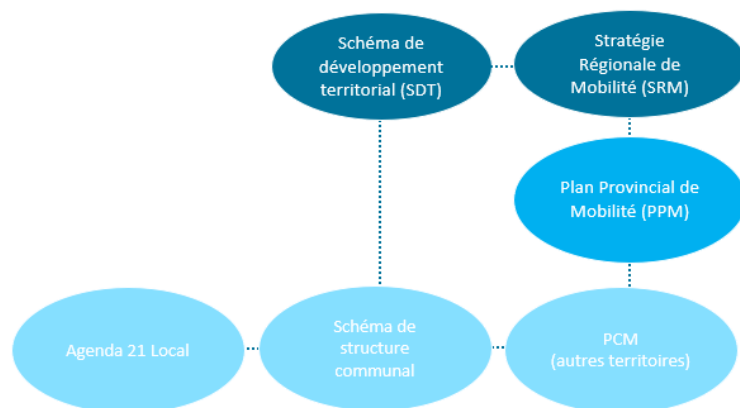 Schéma de
développement
territorial (SDT)
Stratégie
Régionale de
Mobilité (SRM)
Plan Provincial de
Mobilité (PPM)
Agenda 21 Local
Schéma de
structure
communal
PCM
(autres territoires)